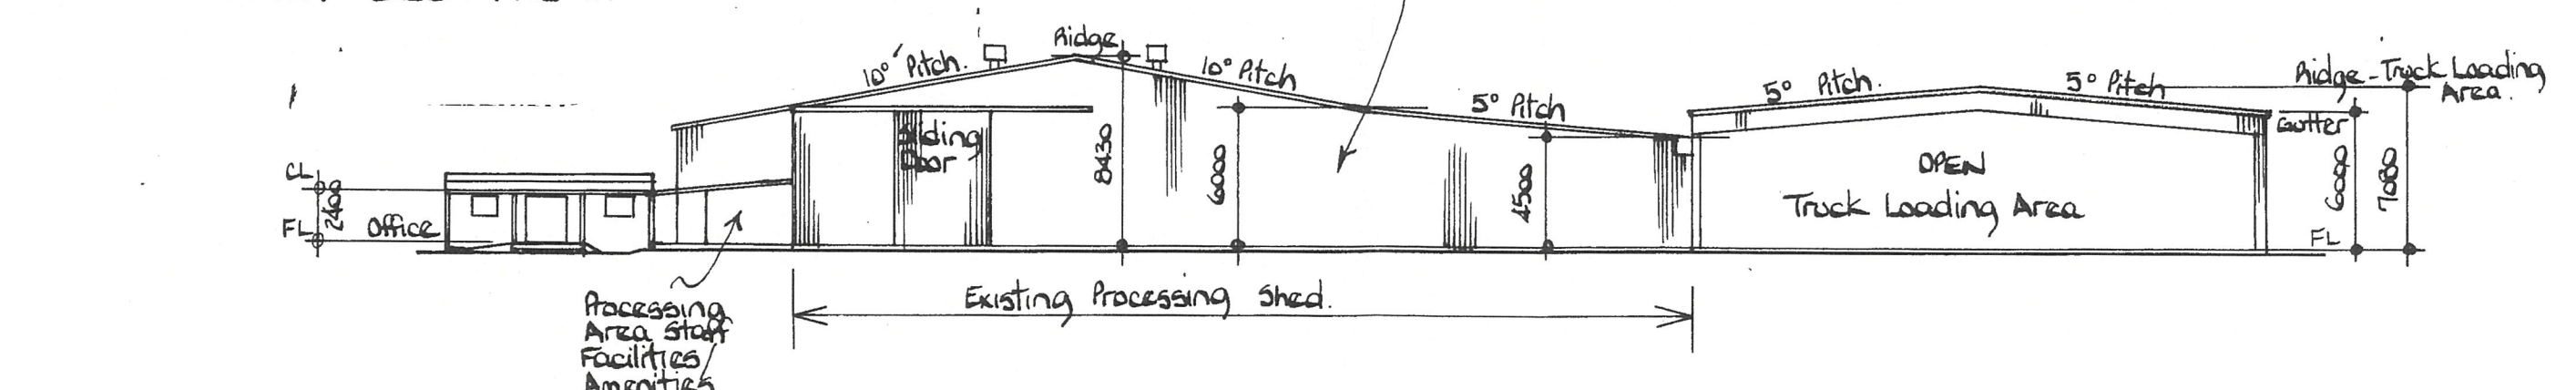 Ridge
10° Pitch.
10° Pitch
5° Pitch
5° Pitch.
5° Pitch
Ridge - Truck Loading
Area.
Gutter
Sliding
Door
8430
6000
4500
OPEN
Truck Loading Area
6000
7080
FL
CL
2400
FL
Office
Existing Processing Shed.
Processing
Area Staff
Facilities
Amenities